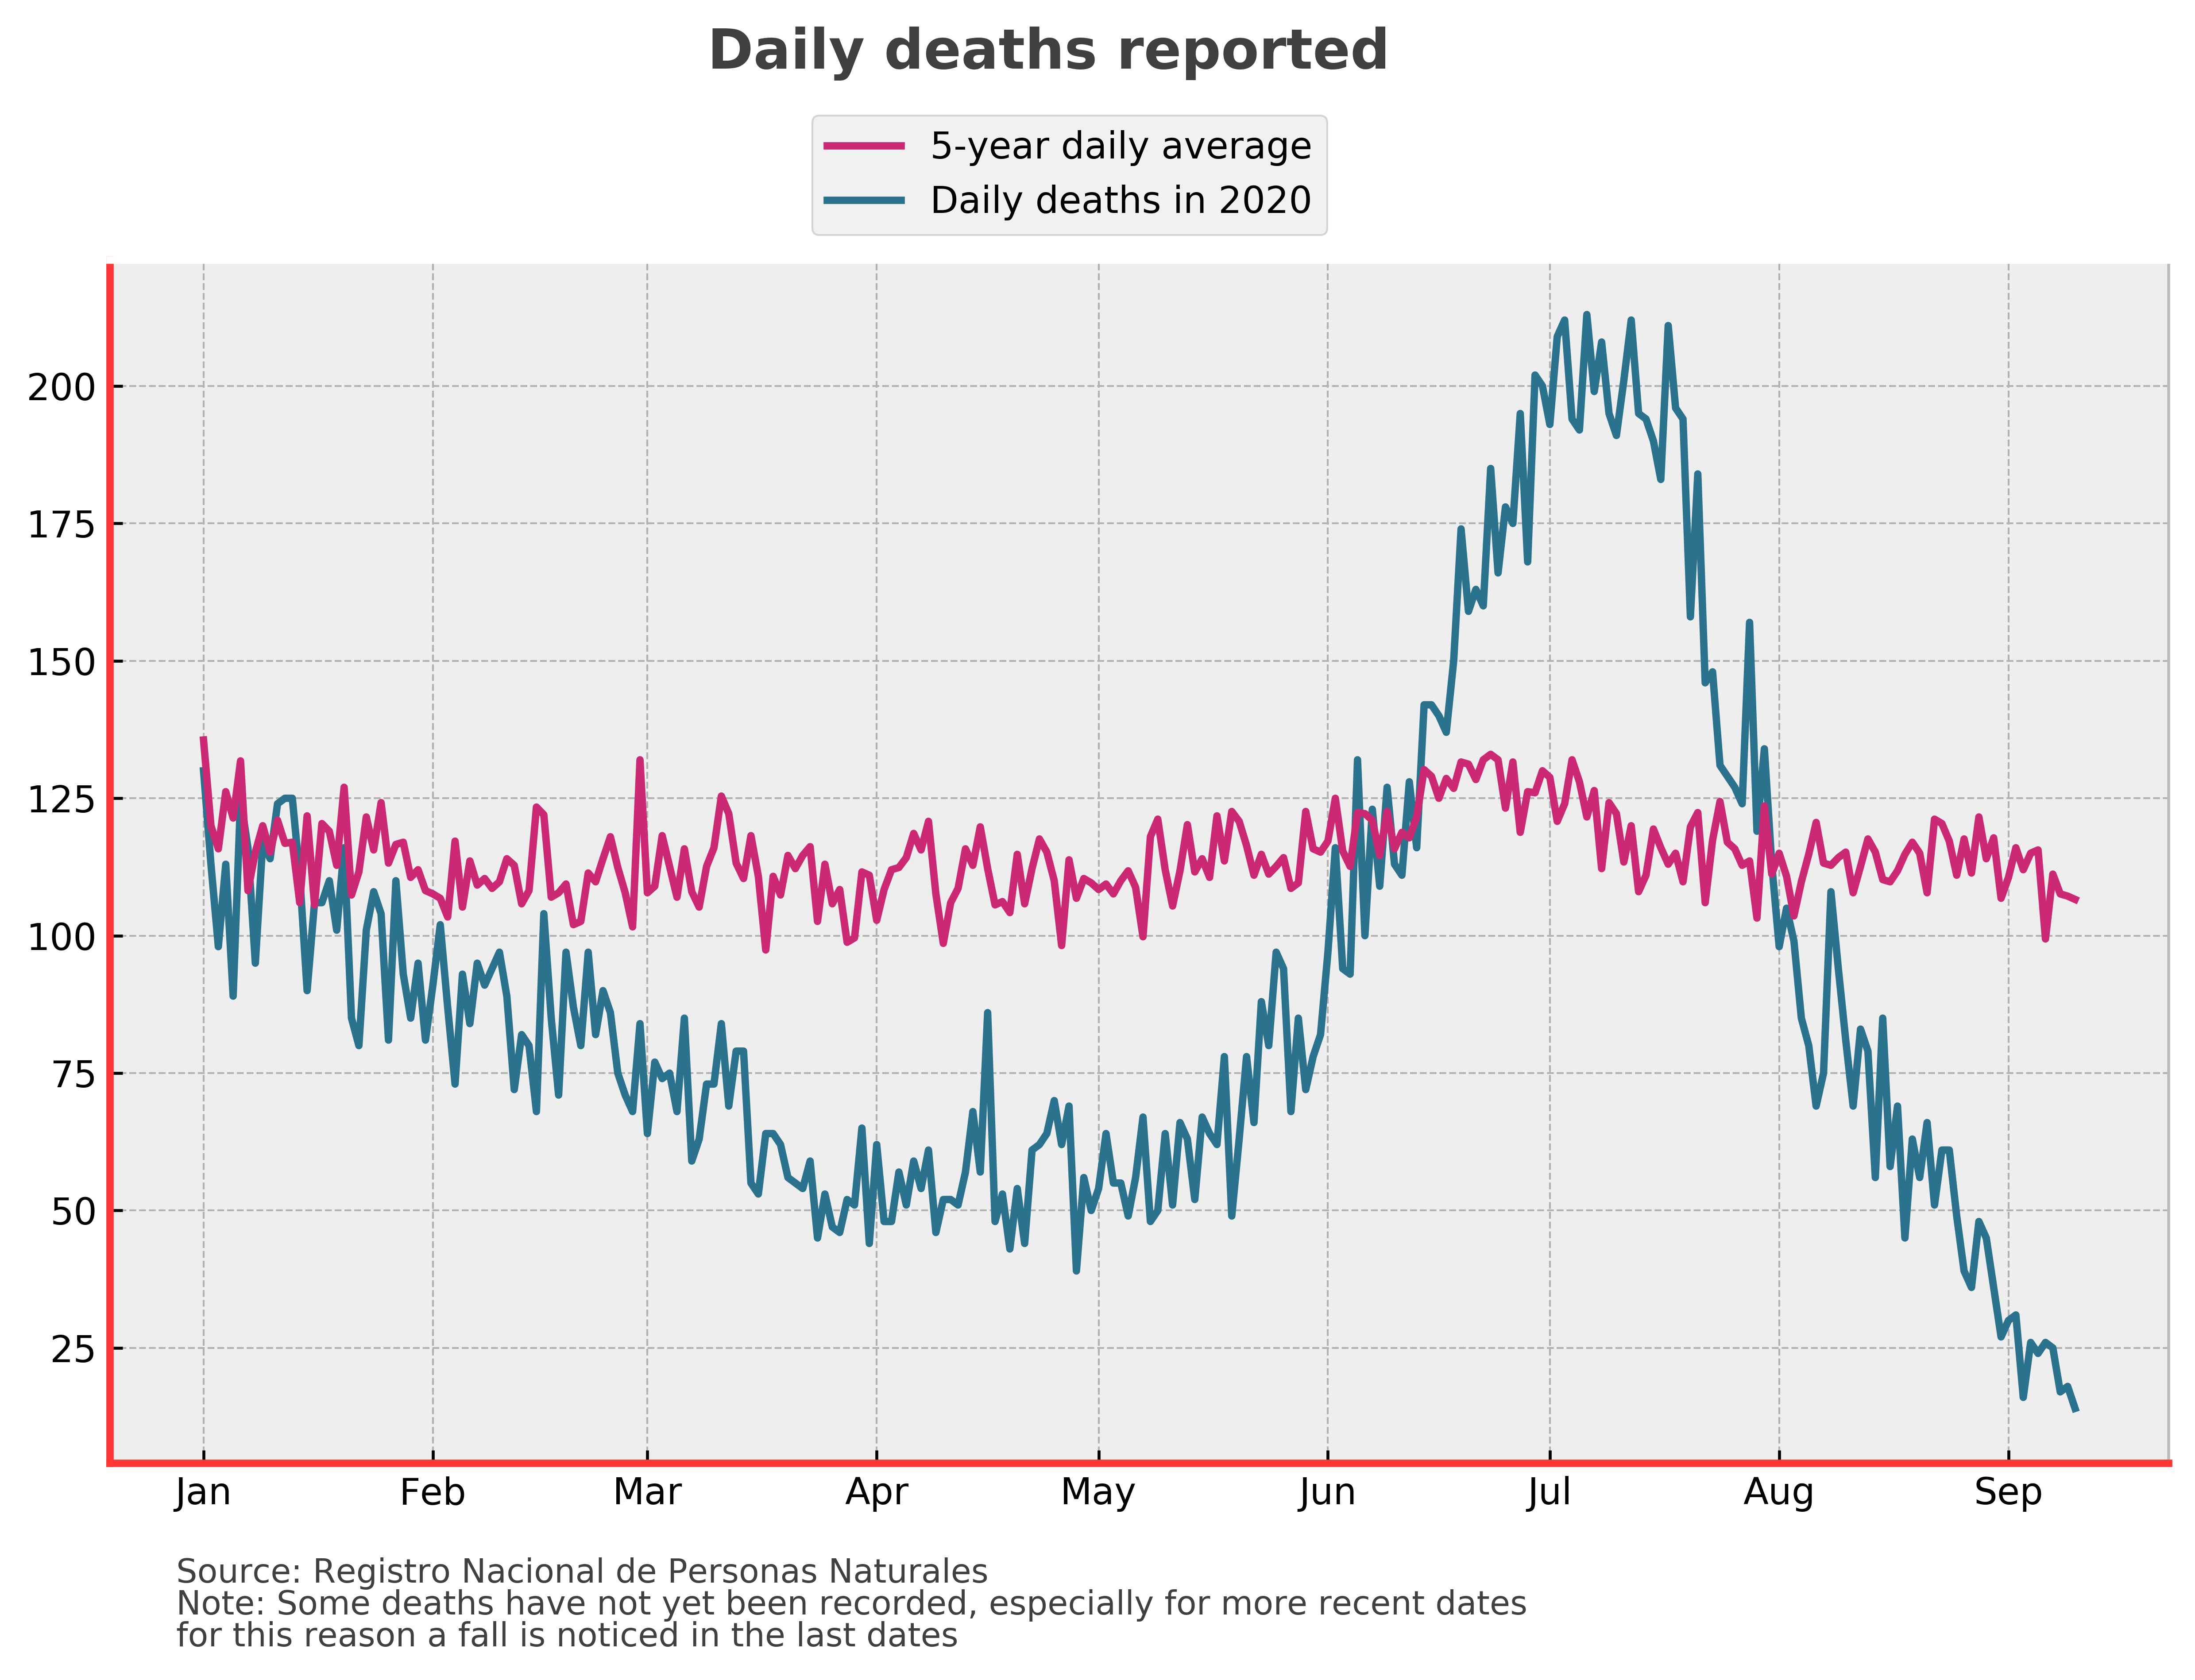 Daily deaths reported
5-year daily average
Daily deaths in 2020
200
175
150
125
100
75
50
25
Jan Feb Mar Apr May Jun Jul Aug Sep
Source: Registro Nacional de Personas Naturales
Note: Some deaths have not yet been recorded, especially for more recent dates
for this reason a fall is noticed in the last dates